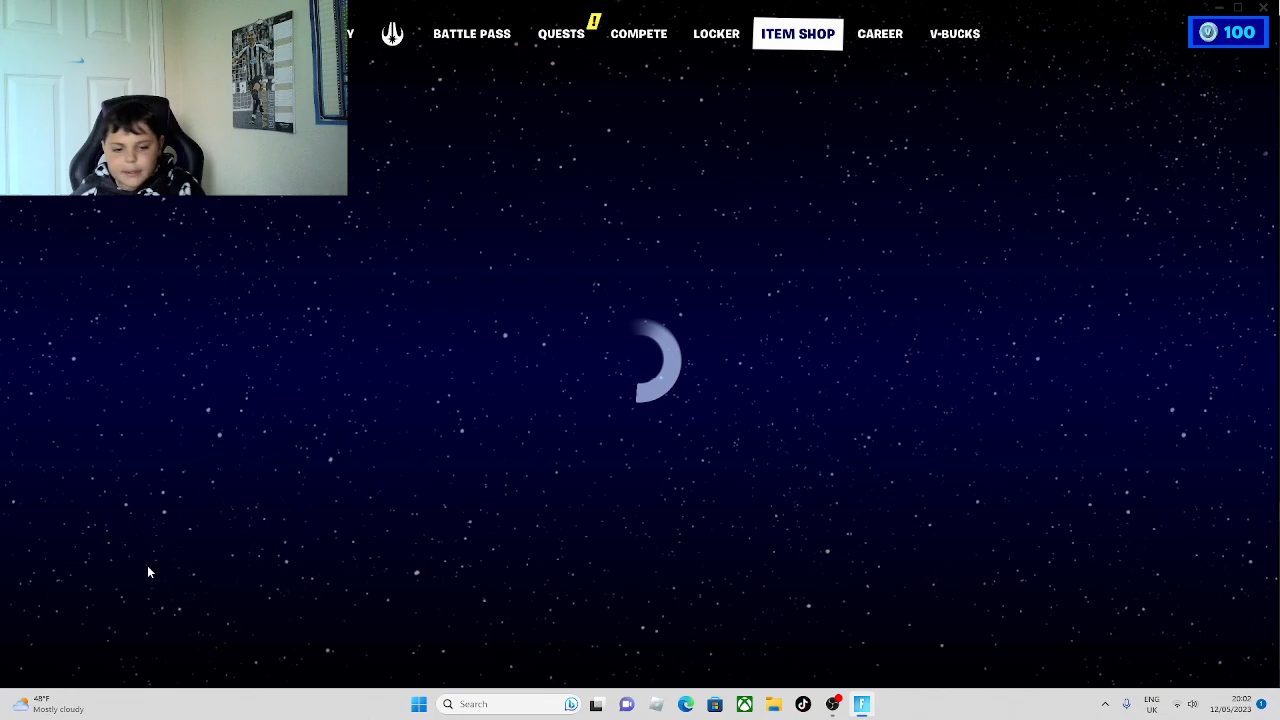 Y BATTLE PASS QUESTS ! COMPETE LOCKER ITEM SHOP CAREER V-BUCKS 100
48°F
Mostly cloudy
Search
ENG
UK
20:02
12/05/2023
1